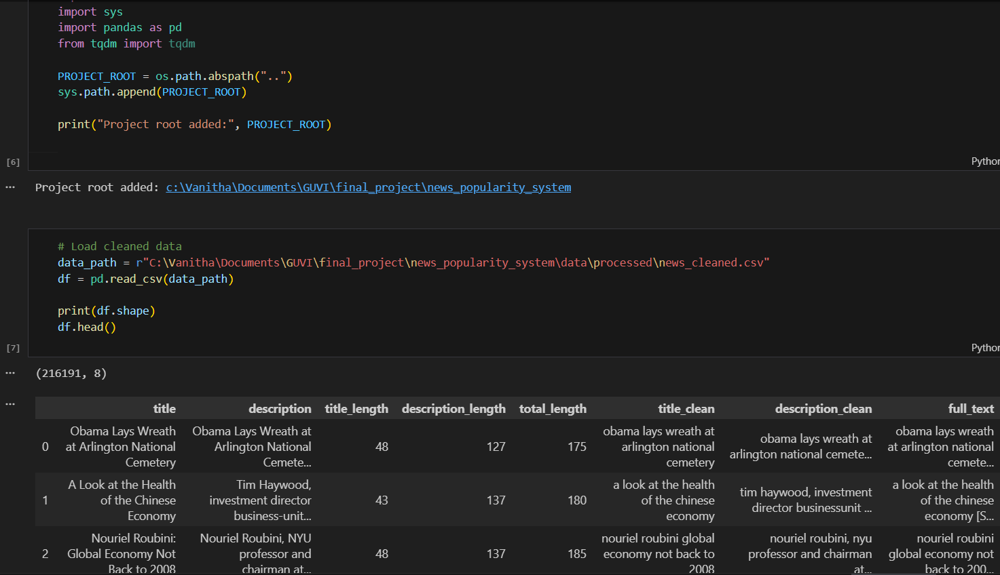 import sys
import pandas as pd
from tqdm import tqdm
PROJECT_ROOT = os.path.abspath("..")
sys.path.append(PROJECT_ROOT)
print("Project root added:", PROJECT_ROOT)
[6]
Python
Project root added: c:\Vanitha\Documents\GUVI\final_project\news_popularity_system
# Load cleaned data
data_path = r"C:\Vanitha\Documents\GUVI\final_project\news_popularity_system\data\processed\news_cleaned.csv"
df = pd.read_csv(data_path)
print(df.shape)
df.head()
[7]
Python
(216191, 8)
title description title_length description_length total_length title_clean description_clean full_text
0 Obama Lays Wreath at Arlington National Cemetery Obama Lays Wreath at Arlington National Cemete... 48 127 175 obama lays wreath at arlington national cemetery obama lays wreath at arlington national cemete... obama lays wreath at arlington national cemete...
1 A Look at the Health of the Chinese Economy Tim Haywood, investment director business-unit... 43 137 180 a look at the health of the chinese economy tim haywood, investment director businessunit ... a look at the health of the chinese economy [S...
2 Nouriel Roubini: Global Economy Not Back to 2008 Nouriel Roubini, NYU professor and chairman at... 48 137 185 nouriel roubini global economy not back to 2008 nouriel roubini, nyu professor and chairman at... nouriel roubini global economy not back to 200...